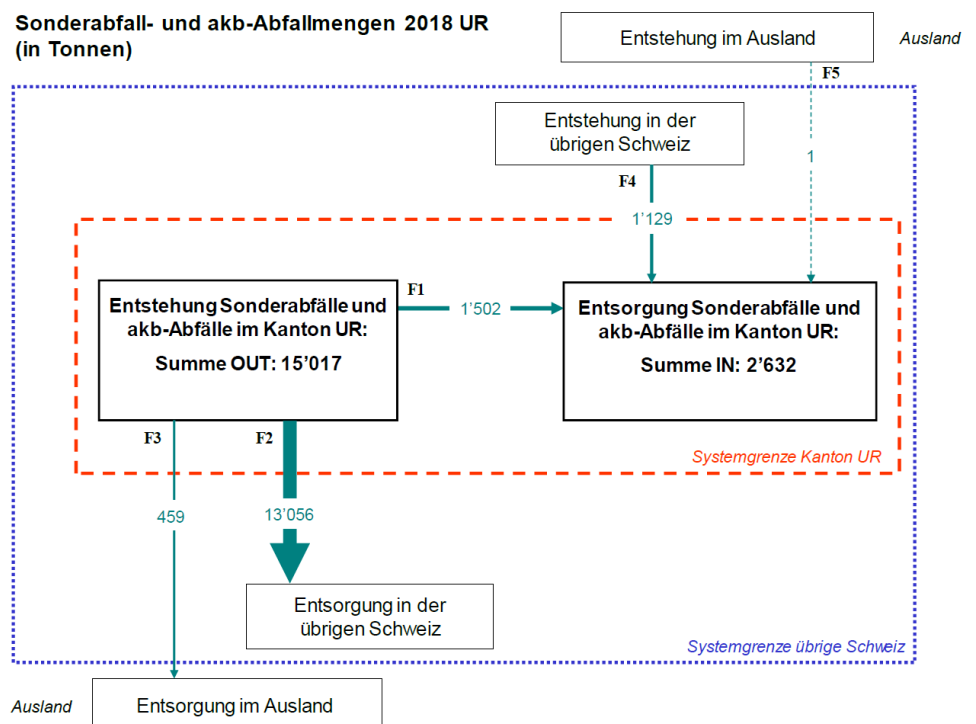 Sonderabfall- und akb-Abfallmengen 2018 UR
(in Tonnen)
Entstehung im Ausland
Ausland
F5
Entstehung in der
übrigen Schweiz
1
F4
1'129
Entstehung Sonderabfälle und
akb-Abfälle im Kanton UR:
Summe OUT: 15'017
F1
1'502
Entsorgung Sonderabfälle und
akb-Abfälle im Kanton UR:
Summe IN: 2'632
F3
F2
Systemgrenze Kanton UR
459
13'056
Entsorgung in der
übrigen Schweiz
Systemgrenze übrige Schweiz
Ausland
Entsorgung im Ausland